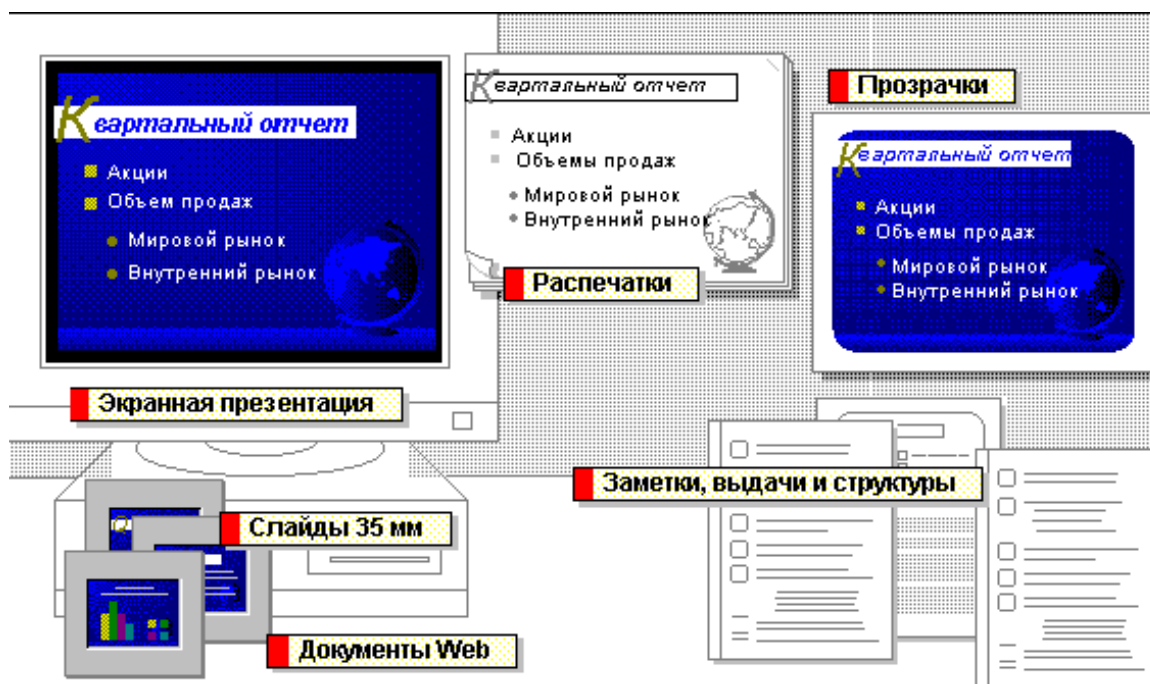 Квартальный отчет
Акции
Объем продаж
Мировой рынок
Внутренний рынок
Экранная презентация
Квартальный отчет
Акции
Объемы продаж
Мировой рынок
Внутренний рынок
Распечатки
Прозрачки
Квартальный отчет
Акции
Объемы продаж
Мировой рынок
Внутренний рынок
Заметки, выдачи и структуры
Слайды 35 мм
Документы Web